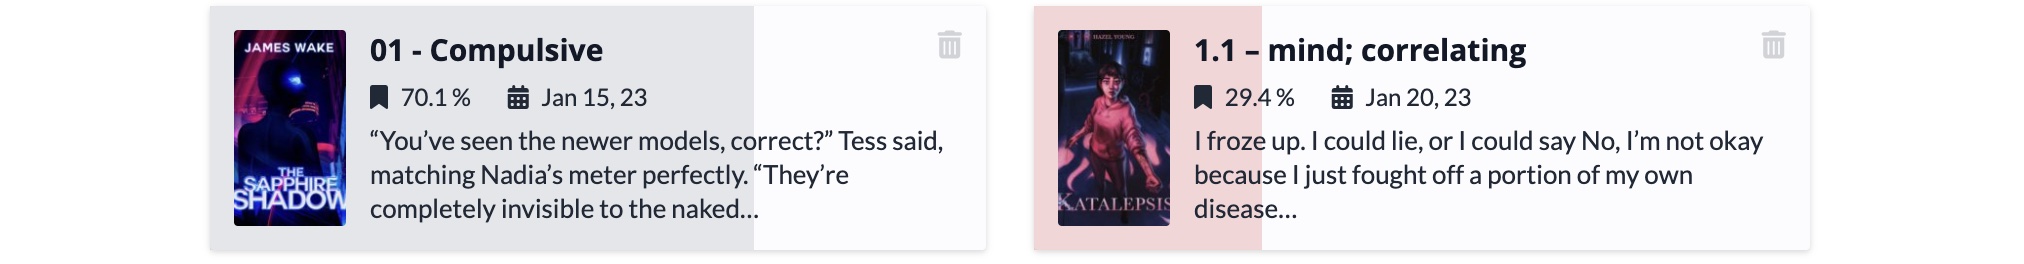 JAMES WAKE
THE
SAPPHIRE
SHADOW
01 - Compulsive
70.1 %
Jan 15, 23
“You’ve seen the newer models, correct?” Tess said,
matching Nadia’s meter perfectly. “They’re
completely invisible to the naked...
HAZEL YOUNG
KATALEPSIS
1.1 – mind; correlating
29.4 %
Jan 20, 23
I froze up. I could lie, or I could say No, I’m not okay
because I just fought off a portion of my own
disease...